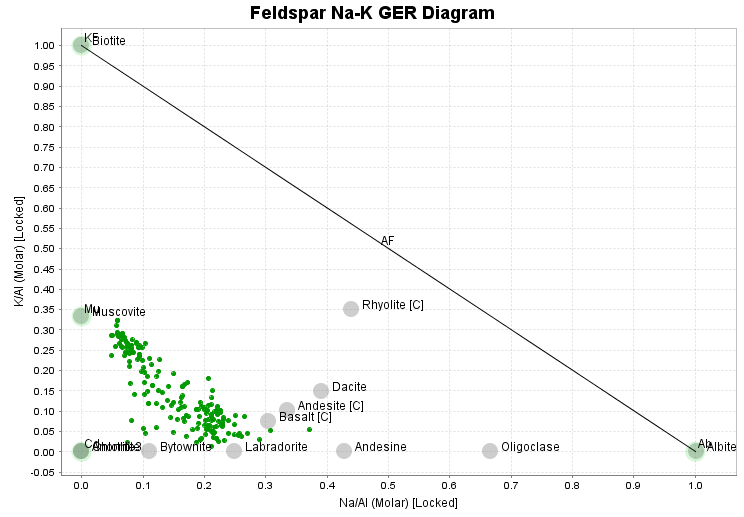 Feldspar Na-K GER Diagram
1.00
0.95
0.90
0.85
0.80
0.75
0.70
0.65
0.60
0.55
0.50
0.45
0.40
0.35
0.30
0.25
0.20
0.15
0.10
0.05
0.00
-0.05
K/Al (Molar) [Locked]
Biotite
AF
Mu
Muscovite
Rhyolite [C]
Dacite
Andesite [C]
Basalt [C]
Bytownite
Labradorite
Andesine
Oligoclase
Ab
Albite
0.0
0.1
0.2
0.3
0.4
0.5
0.6
0.7
0.8
0.9
1.0
Na/Al (Molar) [Locked]